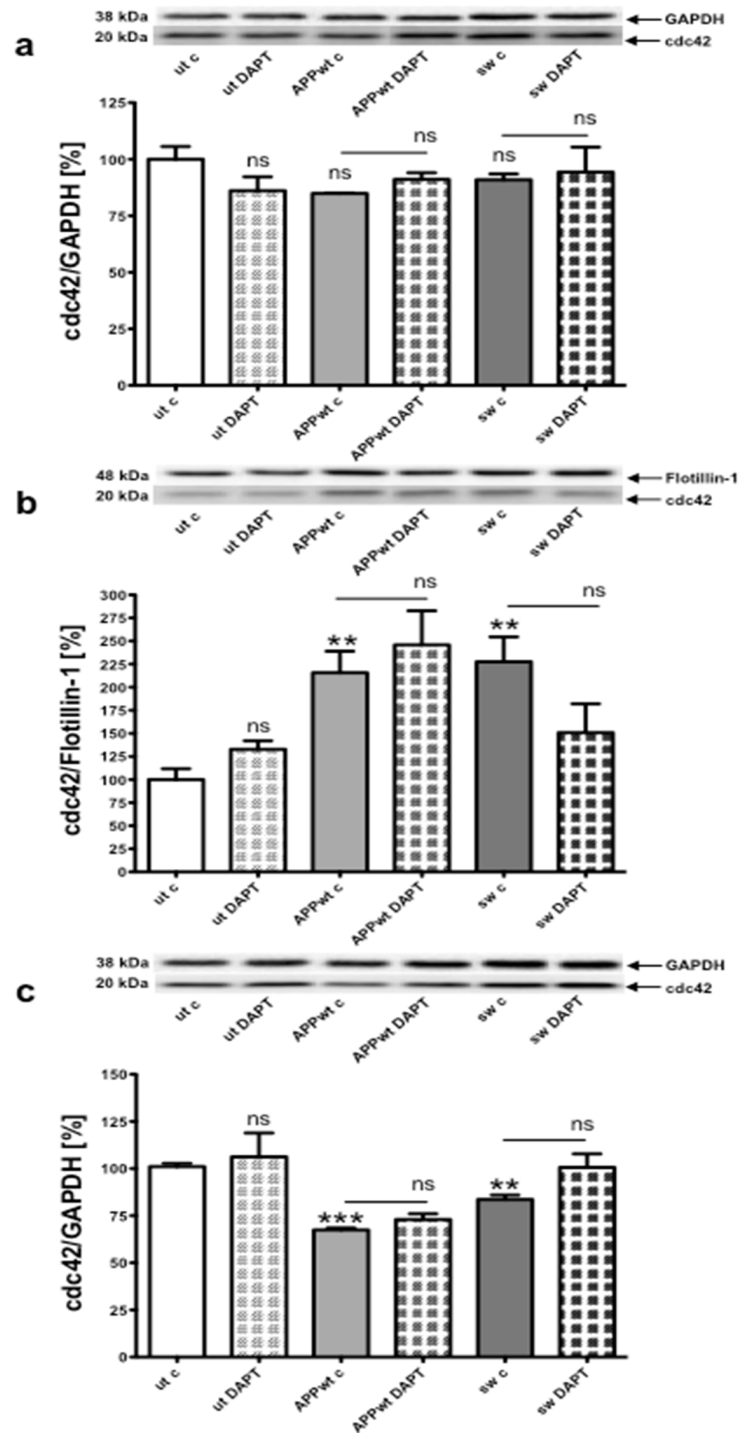 38 kDa
GAPDH
20 kDa
cdc42
a
ut c
ut DAPT
APPwt c
APPwt DAPT
sw c
sw DAPT
cdc42/GAPDH [%]
125
100
75
50
25
0
ns
ns
ns
ns
ns
ut c
ut DAPT
APPwt c
APPwt DAPT
sw c
sw DAPT
48 kDa
Flotillin-1
20 kDa
cdc42
b
ut c
ut DAPT
APPwt c
APPwt DAPT
sw c
sw DAPT
cdc42/Flotillin-1 [%]
300
275
250
225
200
175
150
125
100
75
50
25
0
ns
**
ns
**
ns
ut c
ut DAPT
APPwt c
APPwt DAPT
sw c
sw DAPT
38 kDa
GAPDH
20 kDa
cdc42
c
ut c
ut DAPT
APPwt c
APPwt DAPT
sw c
sw DAPT
cdc42/GAPDH [%]
150
125
100
75
50
25
0
ns
***
ns
**
ns
ut c
ut DAPT
APPwt c
APPwt DAPT
sw c
sw DAPT